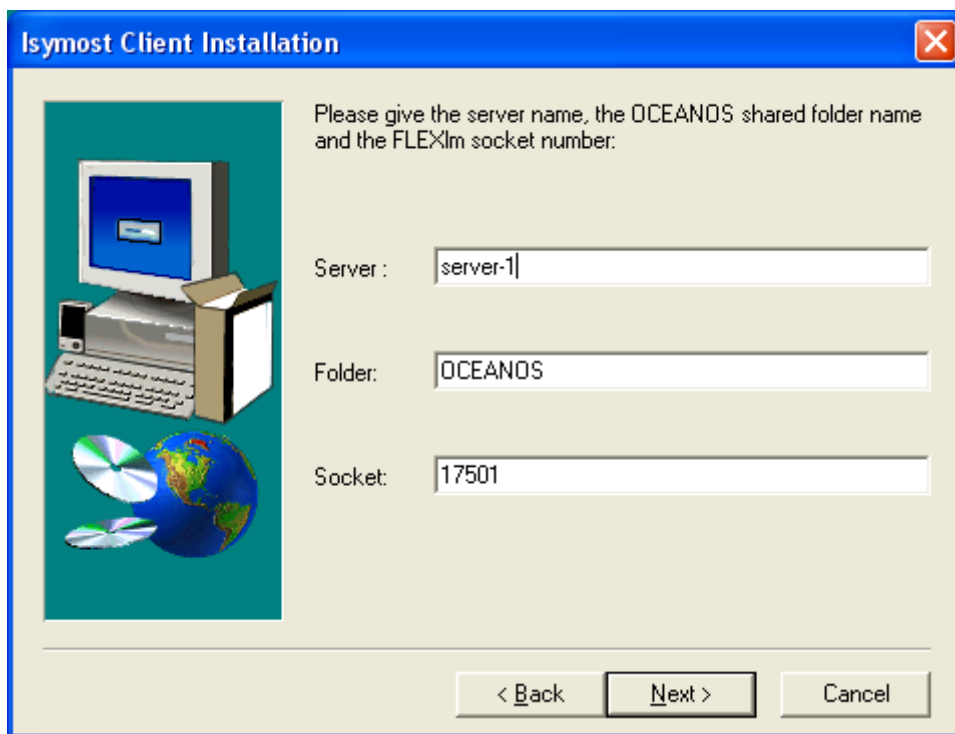 Isymost Client Installation
Please give the server name, the OCEANOS shared folder name
and the FLEXlm socket number:
Server : server-1
Folder: OCEANOS
Socket: 17501
< Back Next > Cancel